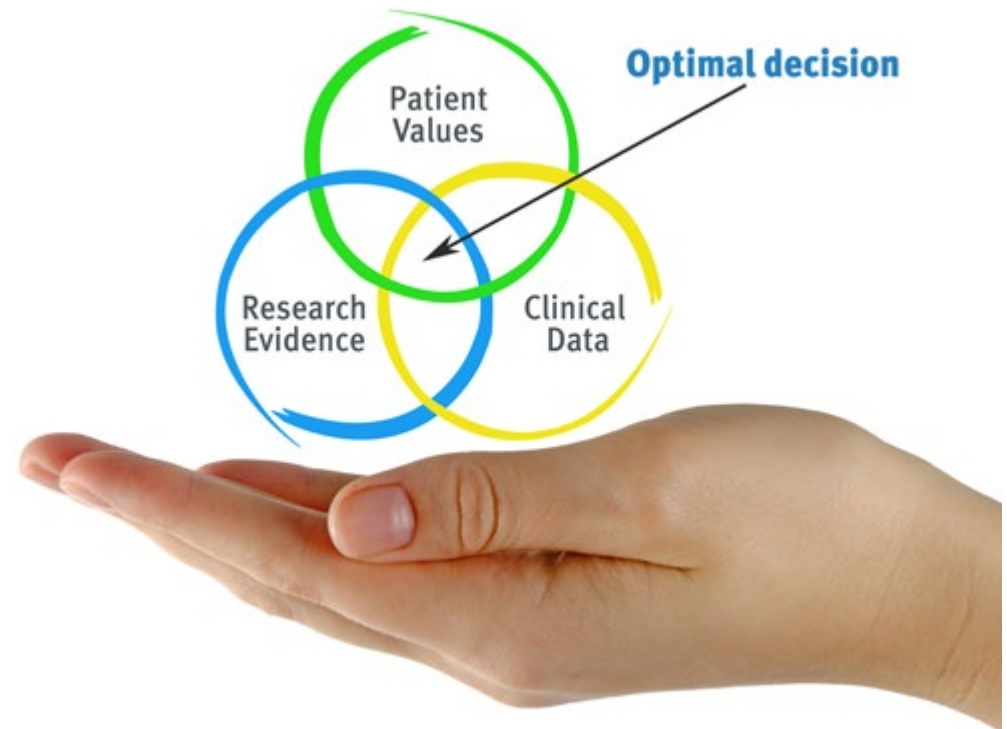 Optimal decision
Patient
Values
Research
Evidence
Clinical
Data